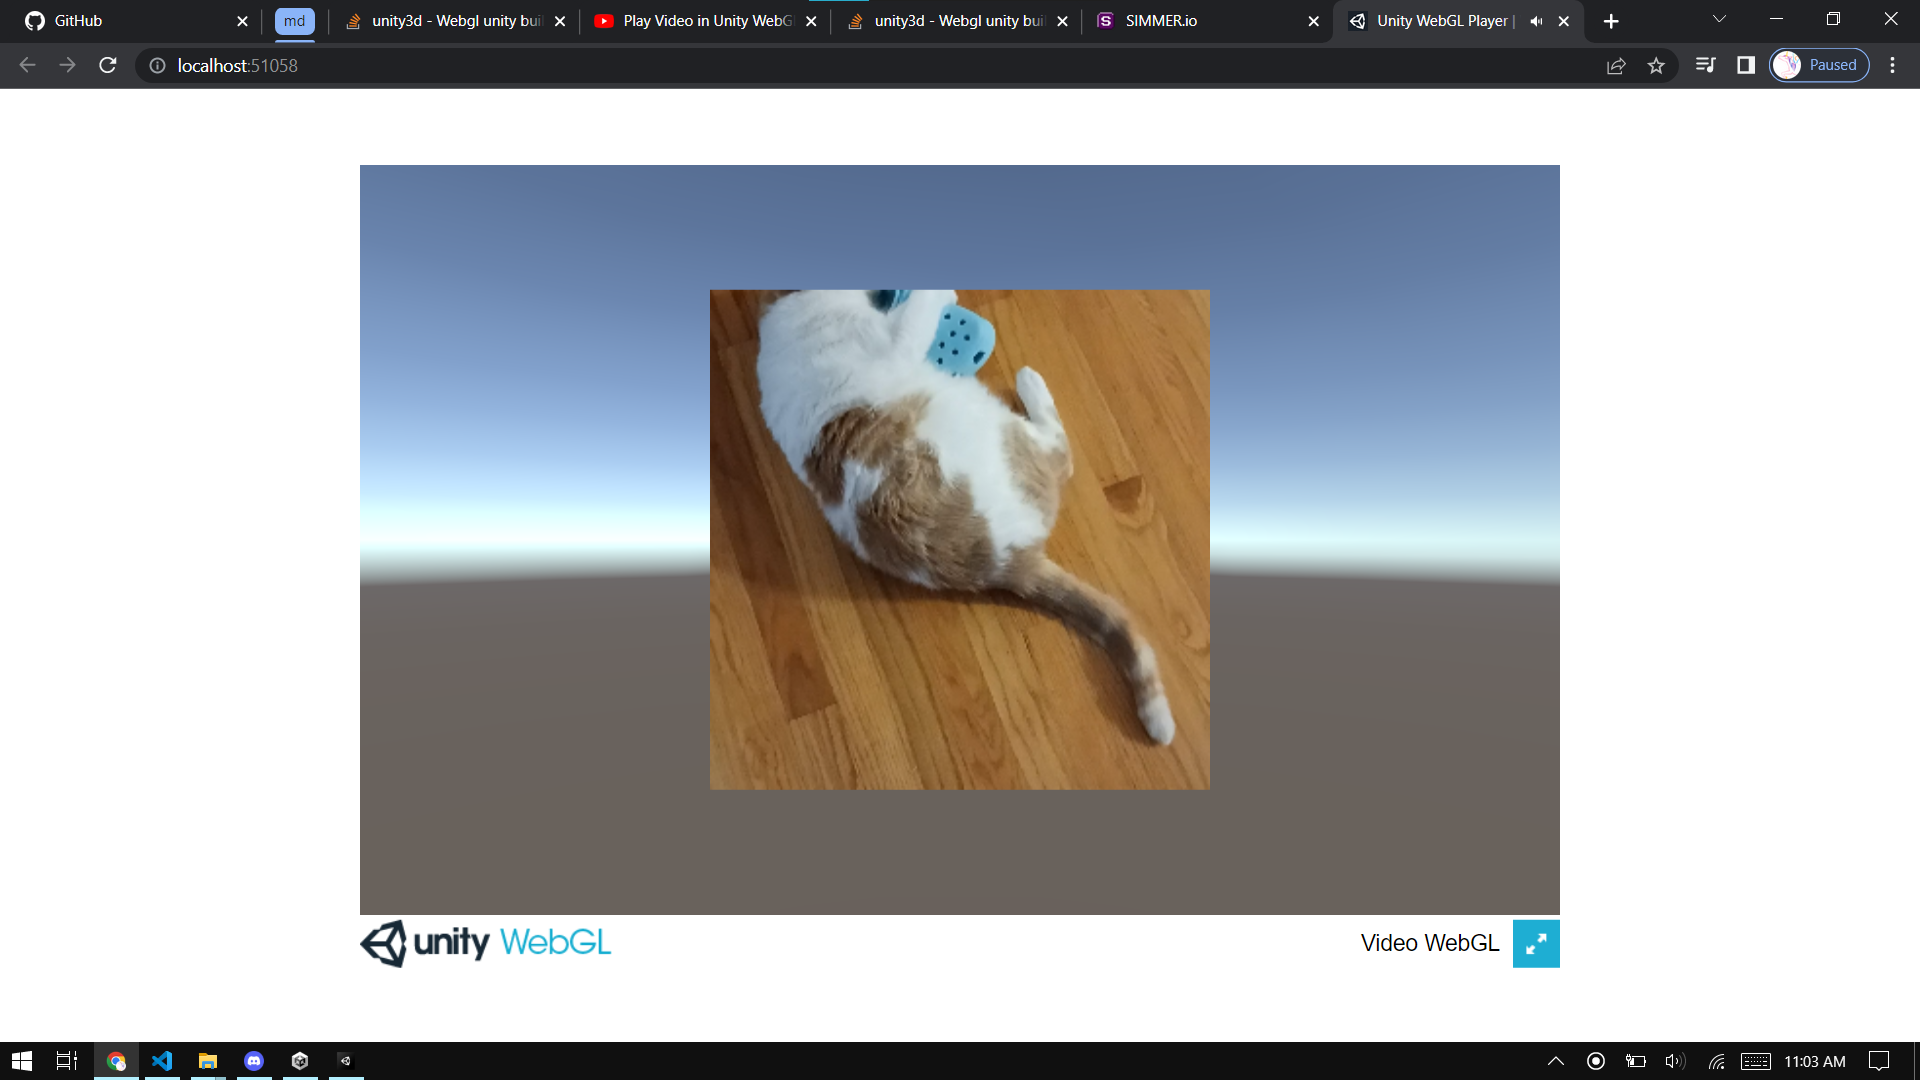 GitHub
md
unity3d - Webgl unity bui
Play Video in Unity WebG
unity3d - Webgl unity bui
SIMMER.io
Unity WebGL Player |
localhost:51058
Paused
unity WebGL
Video WebGL
11:03 AM